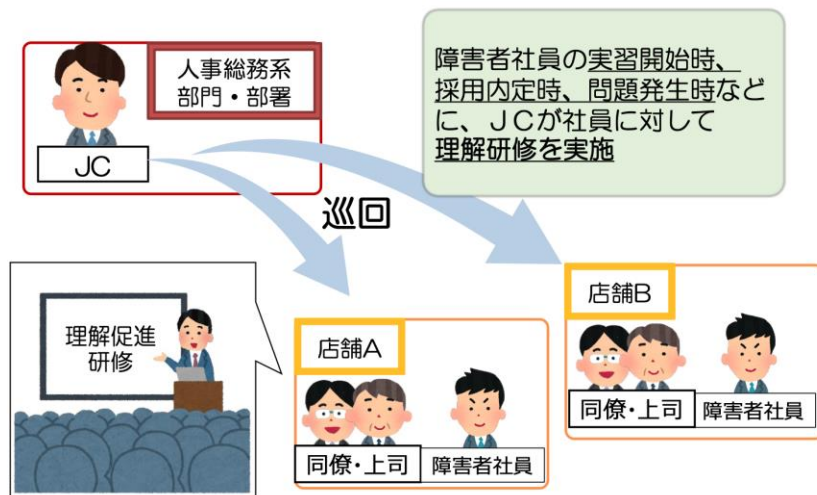 人事総務系
部門・部署
JC
障害者社員の実習開始時、
採用内定時、問題発生時など
に、ＪＣが社員に対して
理解研修を実施
巡回
理解促進
研修
店舗A
同僚・上司
障害者社員
店舗B
同僚・上司
障害者社員